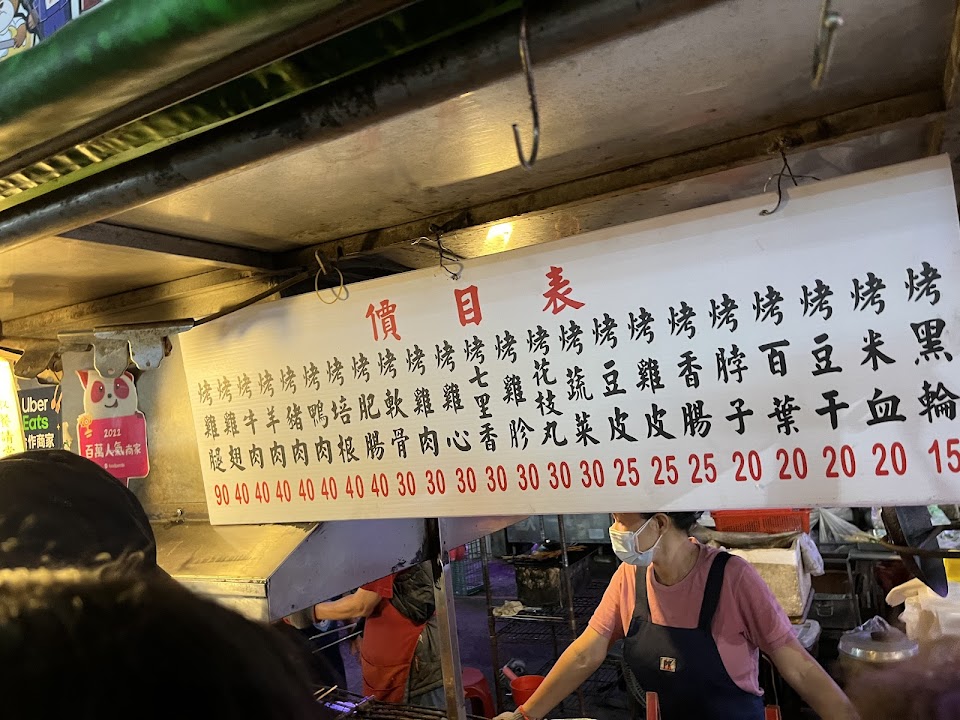 價目表
烤雞腿 90
烤雞翅 40
烤牛肉 40
烤羊肉 40
烤豬肉 40
烤鴨肉 40
烤培根 40
烤肥腸 40
烤軟骨 30
烤雞肉 30
烤雞心 30
烤七里香 30
烤雞胗 30
烤花枝丸 30
烤蔬菜 30
烤豆皮 25
烤雞皮 25
烤香腸 25
烤脖子 20
烤百葉 20
烤豆干 20
烤米血 20
烤黑輪 15
Uber
Eats
作商家
2022
百萬人氣商家
foodpanda